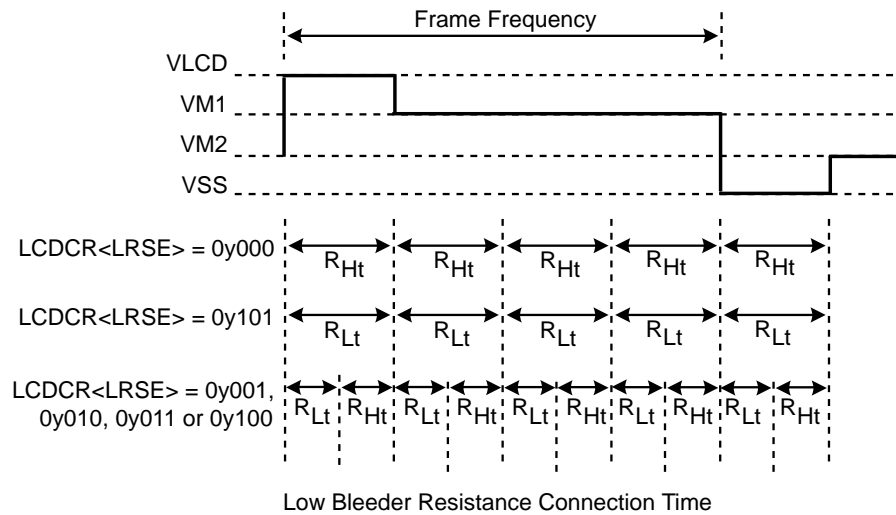 Frame Frequency
VLCD
VM1
VM2
VSS
LCDCR<LRSE> = 0y000
RHt RHt RHt RHt RHt
LCDCR<LRSE> = 0y101
RLt RLt RLt RLt RLt
LCDCR<LRSE> = 0y001,
0y010, 0y011 or 0y100
RLt RHt RLt RHt RLt RHt RLt RHt RLt RHt
Low Bleeder Resistance Connection Time